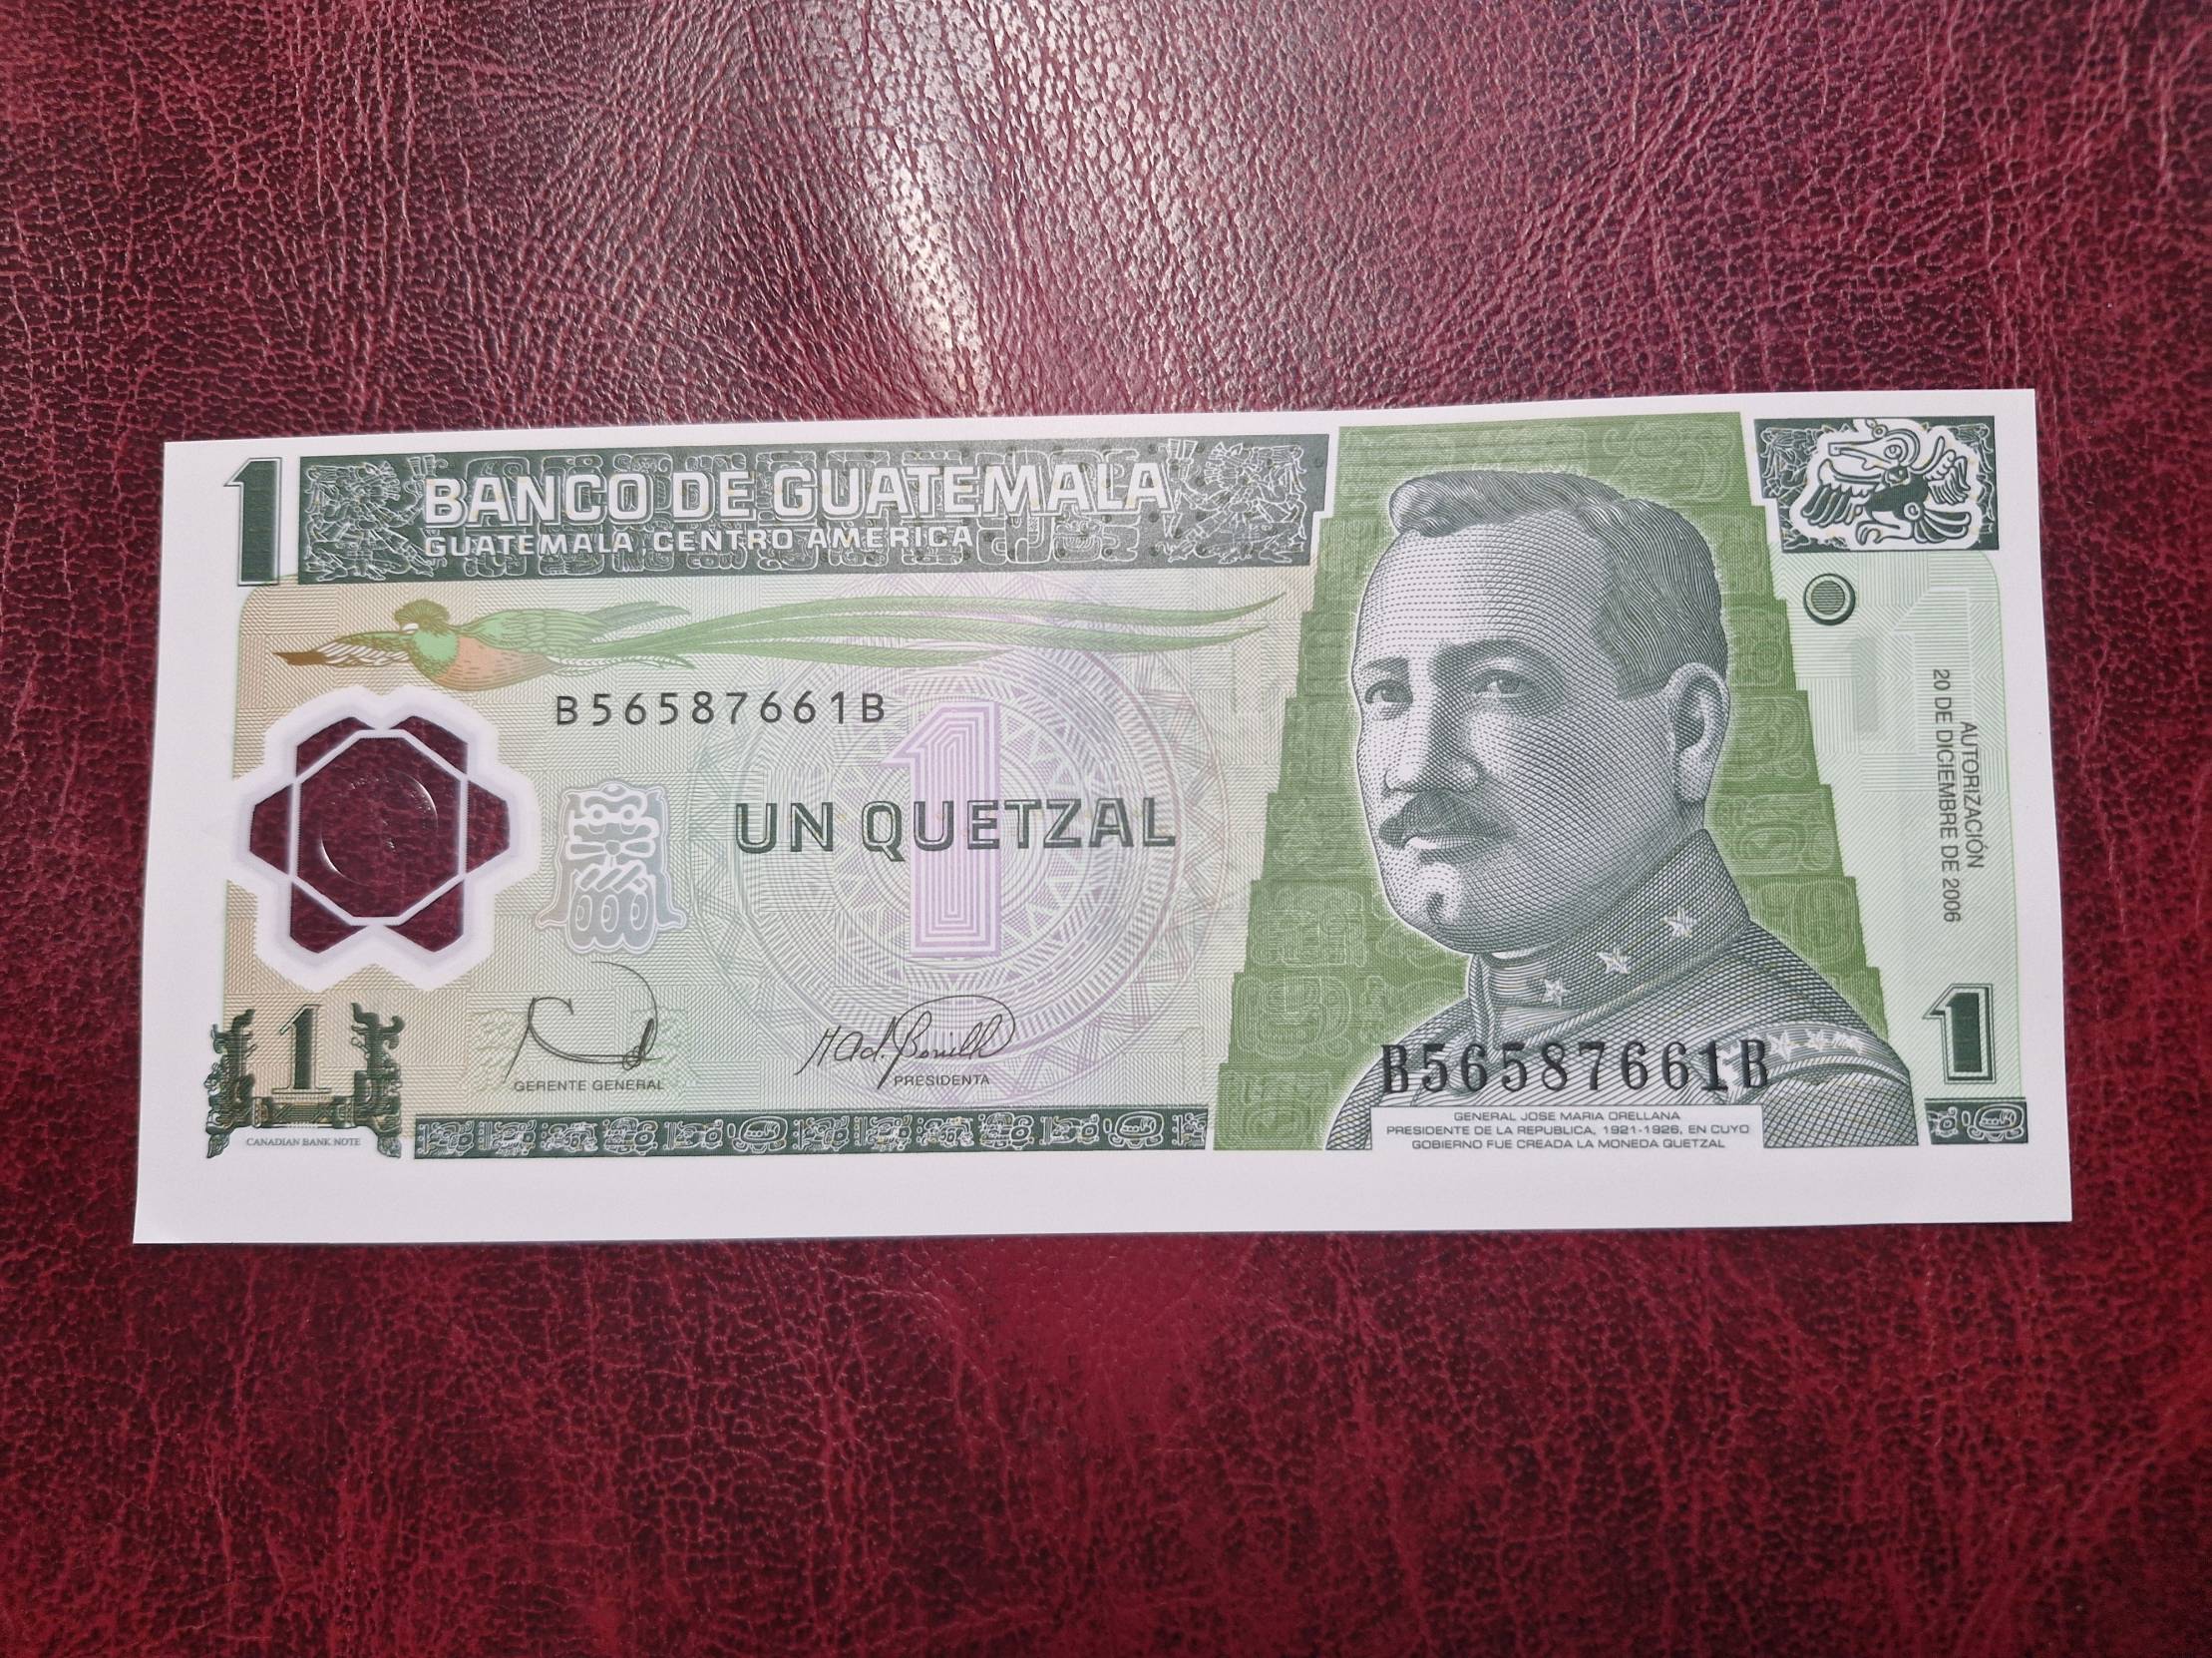 1
BANCO DE GUATEMALA
GUATEMALA, CENTRO AMERICA
B56587661B
1
UN QUETZAL
AUTORIZACIÓN
20 DE DICIEMBRE DE 2006
1
1
GERENTE GENERAL
PRESIDENTA
B56587661B
1
CANADIAN BANK NOTE
GENERAL JOSE MARIA ORELLANA
PRESIDENTE DE LA REPUBLICA, 1921-1926, EN CUYO
GOBIERNO FUE CREADA LA MONEDA QUETZAL